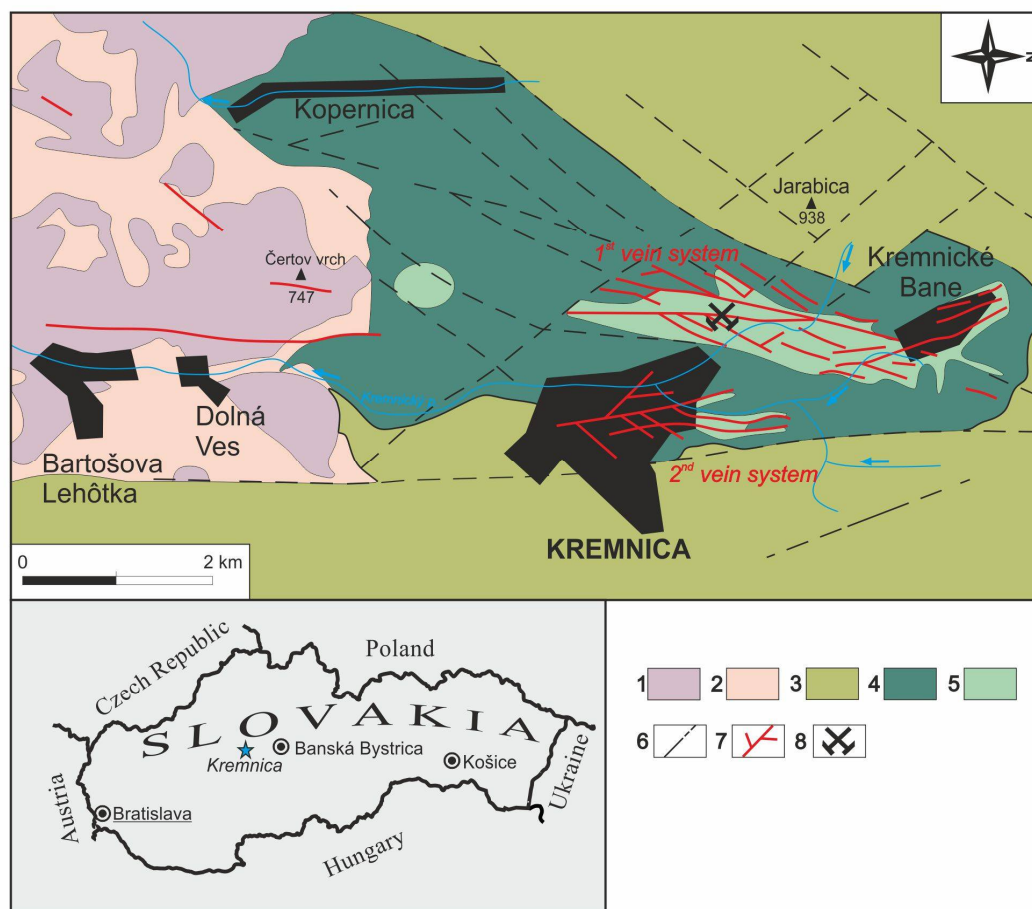 N
Kopernica
Jarabica
938
1st vein system
Kremnické
Bane
Čertov vrch
747
Dolná
Ves
Bartošova
Lehôtka
2nd vein system
KREMNICA
0 2 km
Czech Republic
Poland
SLOVAKIA
Kremnica
Banská Bystrica
Košice
Ukraine
Austria
Bratislava
Hungary
1 2 3 4 5
6 7 8